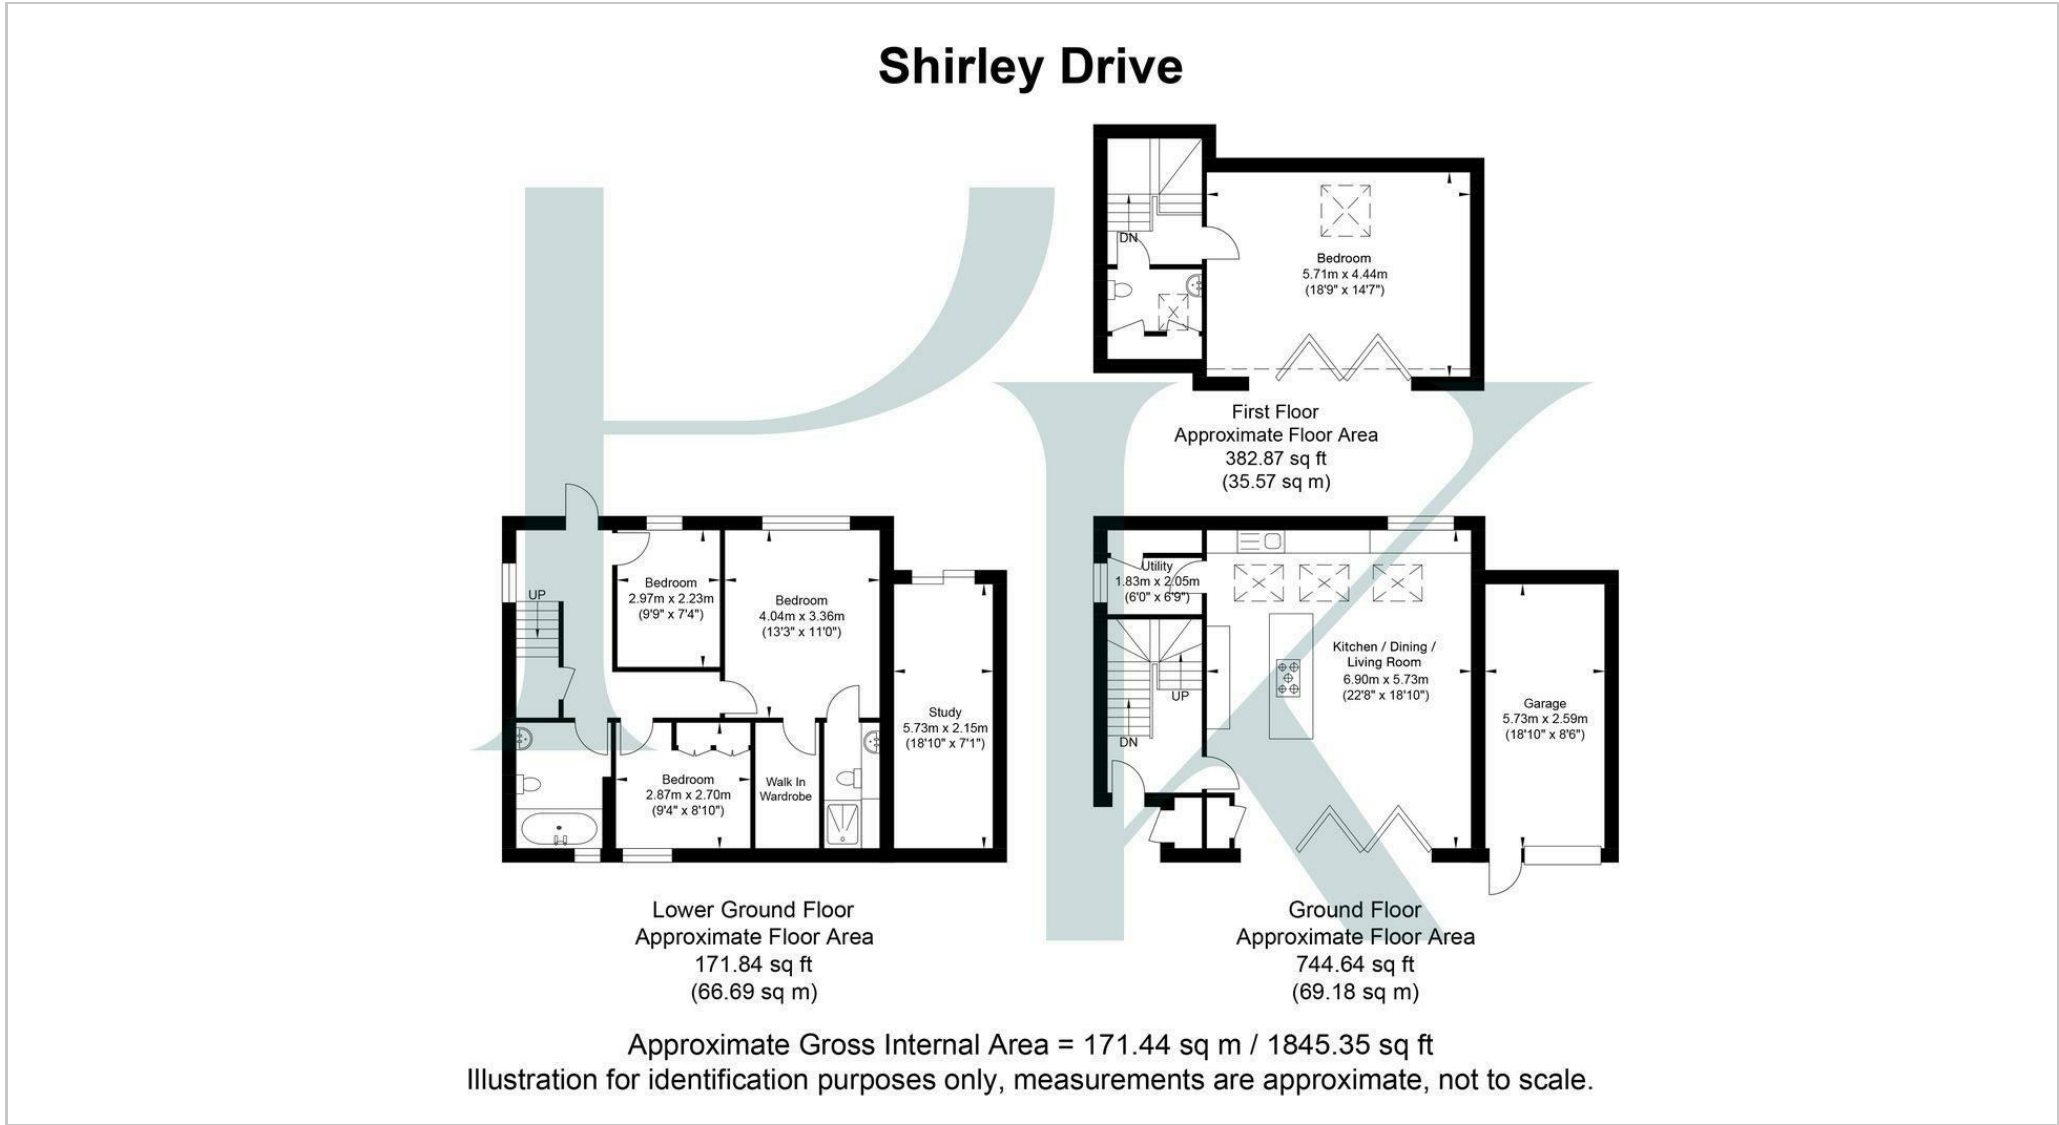 Shirley Drive
DN
Bedroom
5.71m x 4.44m
(18'9" x 14'7")
First Floor
Approximate Floor Area
382.87 sq ft
(35.57 sq m)
UP
Bedroom
2.97m x 2.23m
(9'9" x 7'4")
Bedroom
4.04m x 3.36m
(13'3" x 11'0")
Study
5.73m x 2.15m
(18'10" x 7'1")
Bedroom
2.87m x 2.70m
(9'4" x 8'10")
Walk In
Wardrobe
Lower Ground Floor
Approximate Floor Area
171.84 sq ft
(66.69 sq m)
Utility
1.83m x 2.05m
(6'0" x 6'9")
UP
DN
Kitchen / Dining /
Living Room
6.90m x 5.73m
(22'8" x 18'10")
Garage
5.73m x 2.59m
(18'10" x 8'6")
Ground Floor
Approximate Floor Area
744.64 sq ft
(69.18 sq m)
Approximate Gross Internal Area = 171.44 sq m / 1845.35 sq ft
Illustration for identification purposes only, measurements are approximate, not to scale.